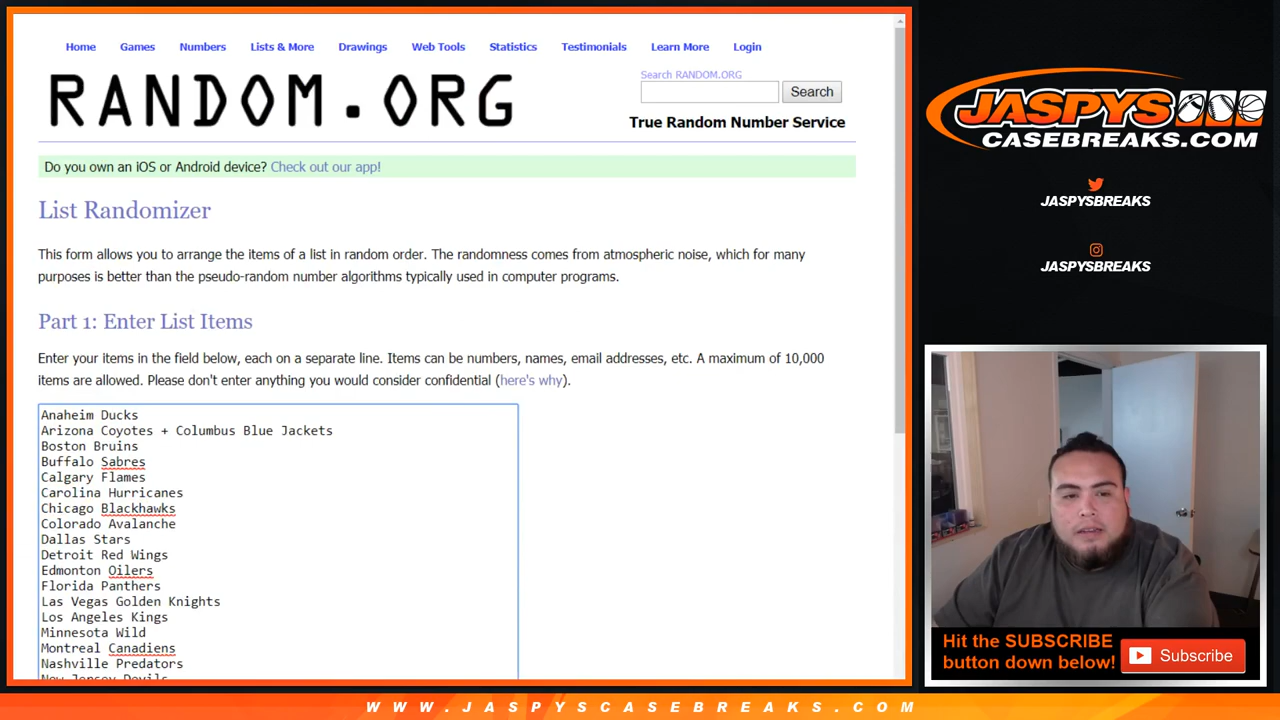 Home Games Numbers Lists & More Drawings Web Tools Statistics Testimonials Learn More Login
RANDOM.ORG
Search RANDOM.ORG
Search
True Random Number Service
Do you own an iOS or Android device? Check out our app!
List Randomizer
This form allows you to arrange the items of a list in random order. The randomness comes from atmospheric noise, which for many
purposes is better than the pseudo-random number algorithms typically used in computer programs.
Part 1: Enter List Items
Enter your items in the field below, each on a separate line. Items can be numbers, names, email addresses, etc. A maximum of 10,000
items are allowed. Please don't enter anything you would consider confidential (here's why).
Anaheim Ducks
Arizona Coyotes + Columbus Blue Jackets
Boston Bruins
Buffalo Sabres
Calgary Flames
Carolina Hurricanes
Chicago Blackhawks
Colorado Avalanche
Dallas Stars
Detroit Red Wings
Edmonton Oilers
Florida Panthers
Las Vegas Golden Knights
Los Angeles Kings
Minnesota Wild
Montreal Canadiens
Nashville Predators
New Jersey Devils
JASPYS
CASEBREAKS.COM
JASPYSBREAKS
JASPYSBREAKS
Hit the SUBSCRIBE
button down below!
Subscribe
WWW.JASPYSCASEBREAKS.COM